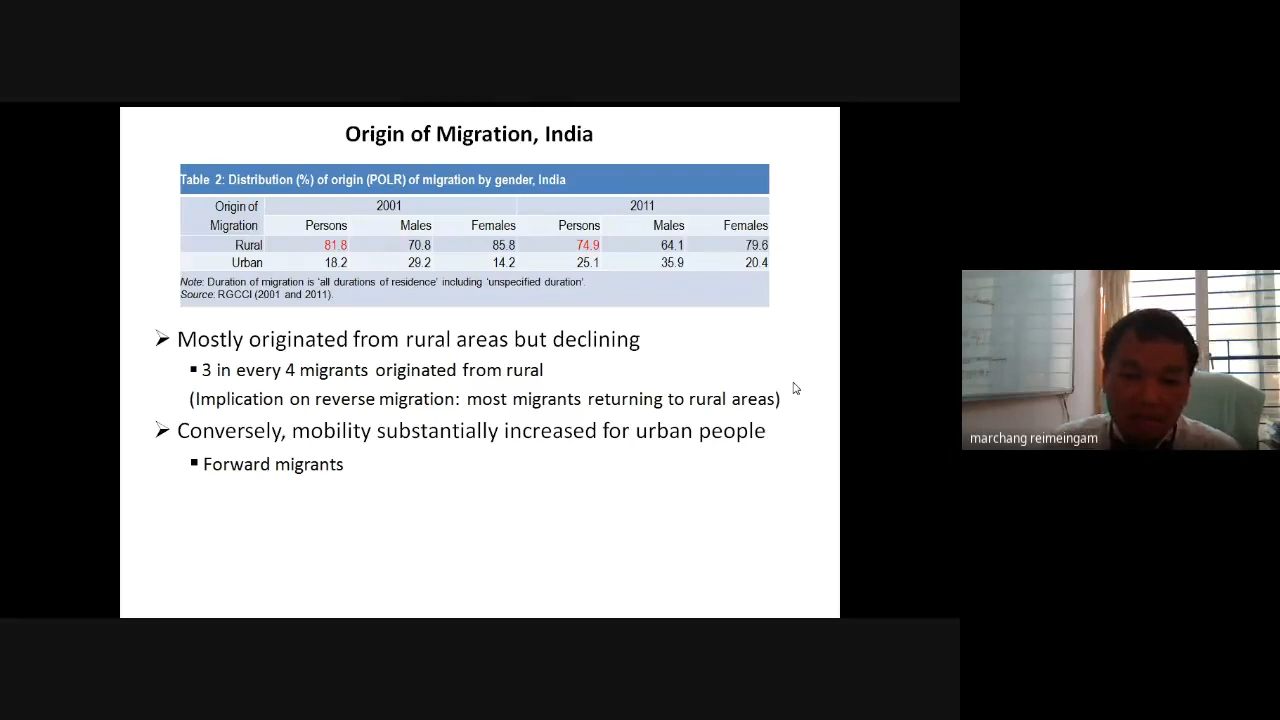 Origin of Migration, India
Table 2: Distribution (%) of origin (POLR) of migration by gender, India
Origin of Migration 2001 2011
Persons Males Females Persons Males Females
Rural 81.8 70.8 85.8 74.9 64.1 79.6
Urban 18.2 29.2 14.2 25.1 35.9 20.4
Note: Duration of migration is 'all durations of residence' including 'unspecified duration'.
Source: RGCCI (2001 and 2011).
➢ Mostly originated from rural areas but declining
▪ 3 in every 4 migrants originated from rural
(Implication on reverse migration: most migrants returning to rural areas)
➢ Conversely, mobility substantially increased for urban people
▪ Forward migrants
marchang reimeingam